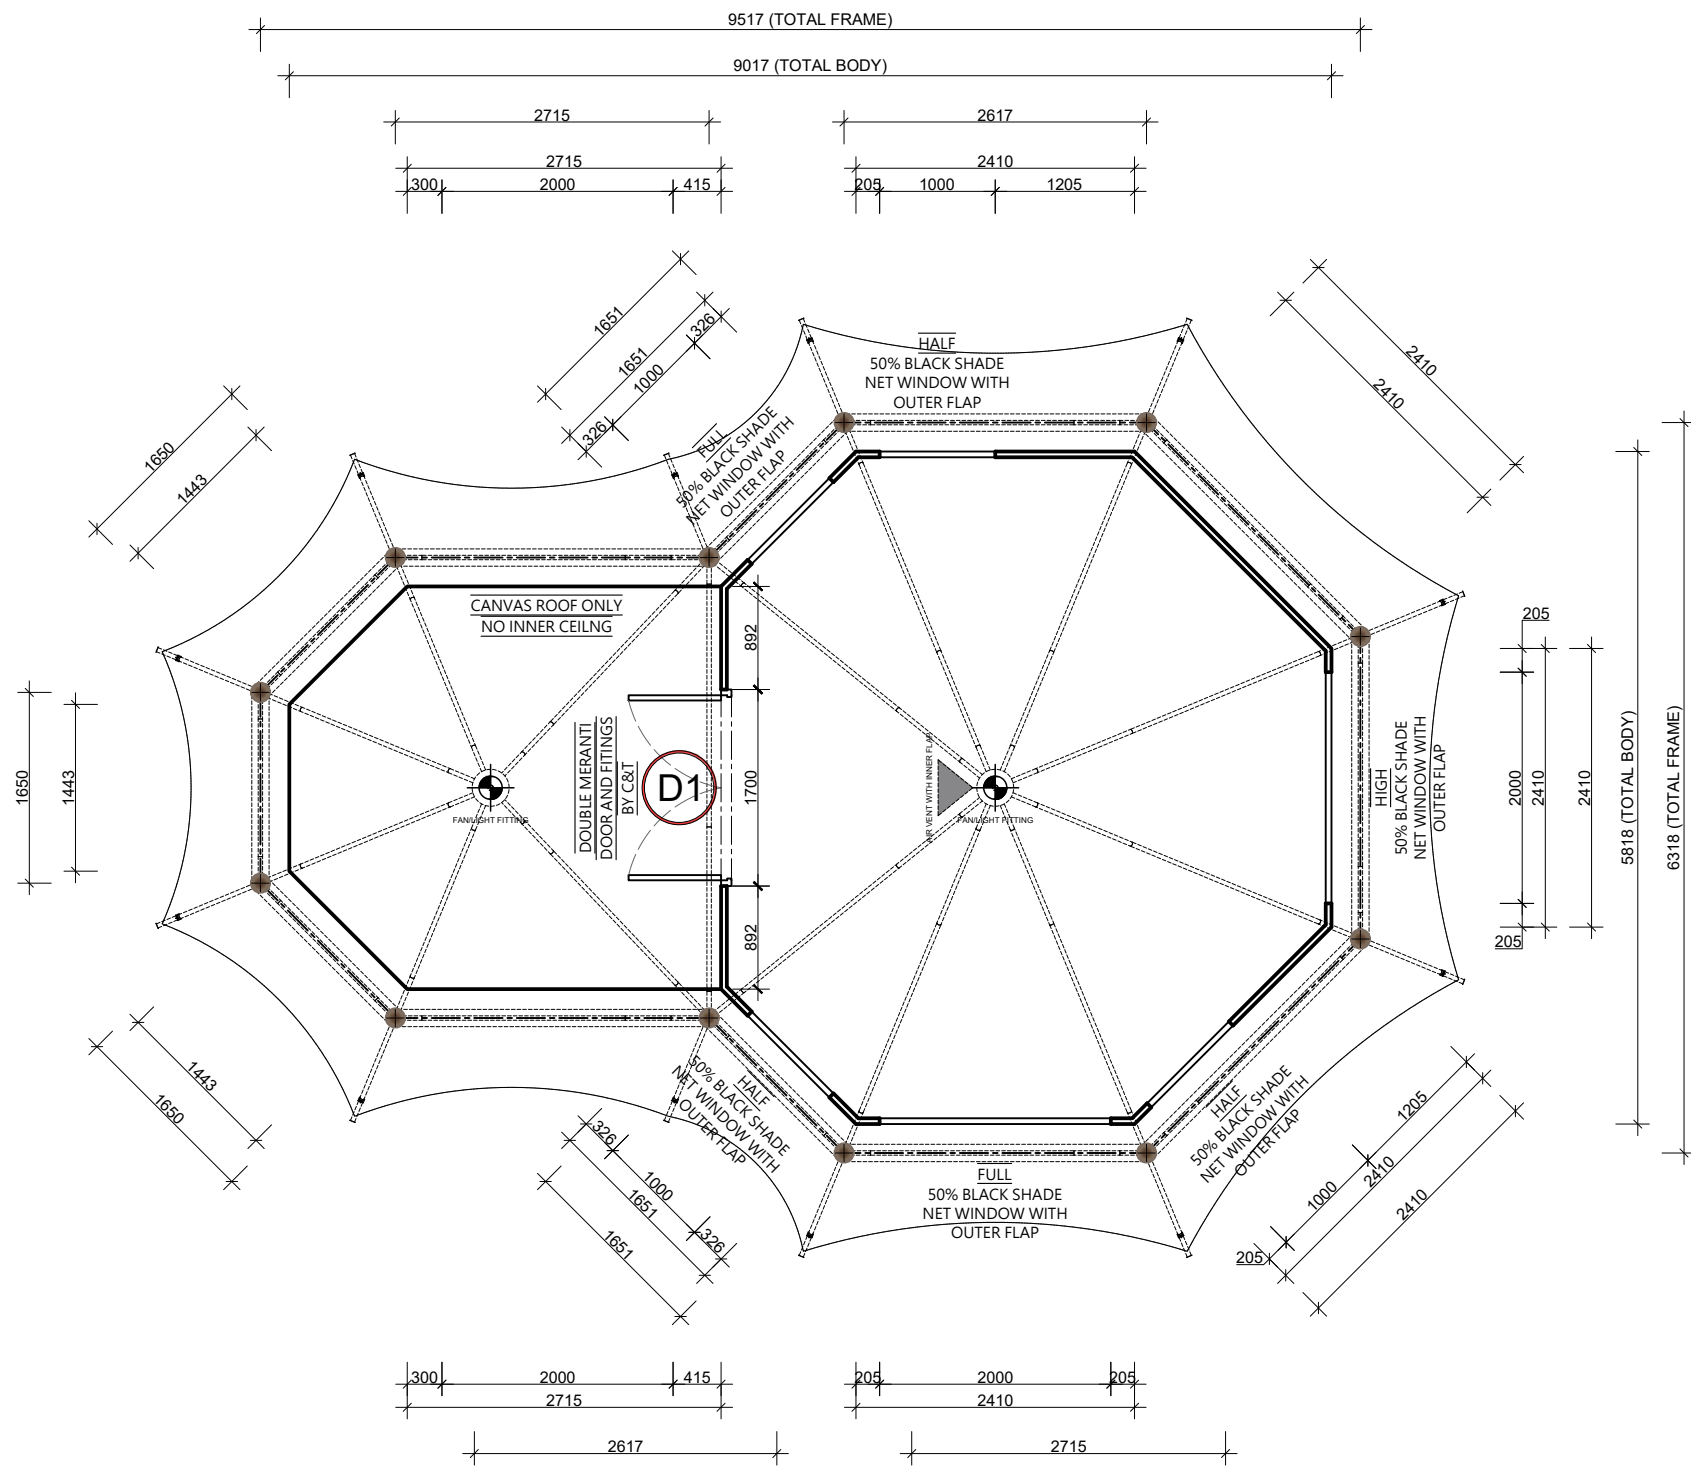 9517 (TOTAL FRAME)
9017 (TOTAL BODY)
2715
2617
2715
2410
300
2000
415
205
1000
1205
1651
1651
326
1000
326
2410
2410
1650
1443
HALF
50% BLACK SHADE
NET WINDOW WITH
OUTER FLAP
FULL
50% BLACK SHADE
NET WINDOW WITH
OUTER FLAP
CANVAS ROOF ONLY
NO INNER CEILNG
892
1700
892
DOUBLE MERANTI
DOOR AND FITINGS
BY C&T
D1
FAN/LIGHT FITTING
VENT WITH INNER
FAN/LIGHT FITTING
HIGH
50% BLACK SHADE
NET WINDOW WITH
OUTER FLAP
205
2000
2410
2410
205
5818 (TOTAL BODY)
6318 (TOTAL FRAME)
1650
1443
1443
1650
HALF
50% BLACK SHADE
NET WINDOW WITH
OUTER FLAP
326
1000
1651
326
1651
FULL
50% BLACK SHADE
NET WINDOW WITH
OUTER FLAP
HALF
50% BLACK SHADE
NET WINDOW WITH
OUTER FLAP
1205
1000
2410
2410
205
300
2000
415
205
2000
205
2715
2410
2617
2715